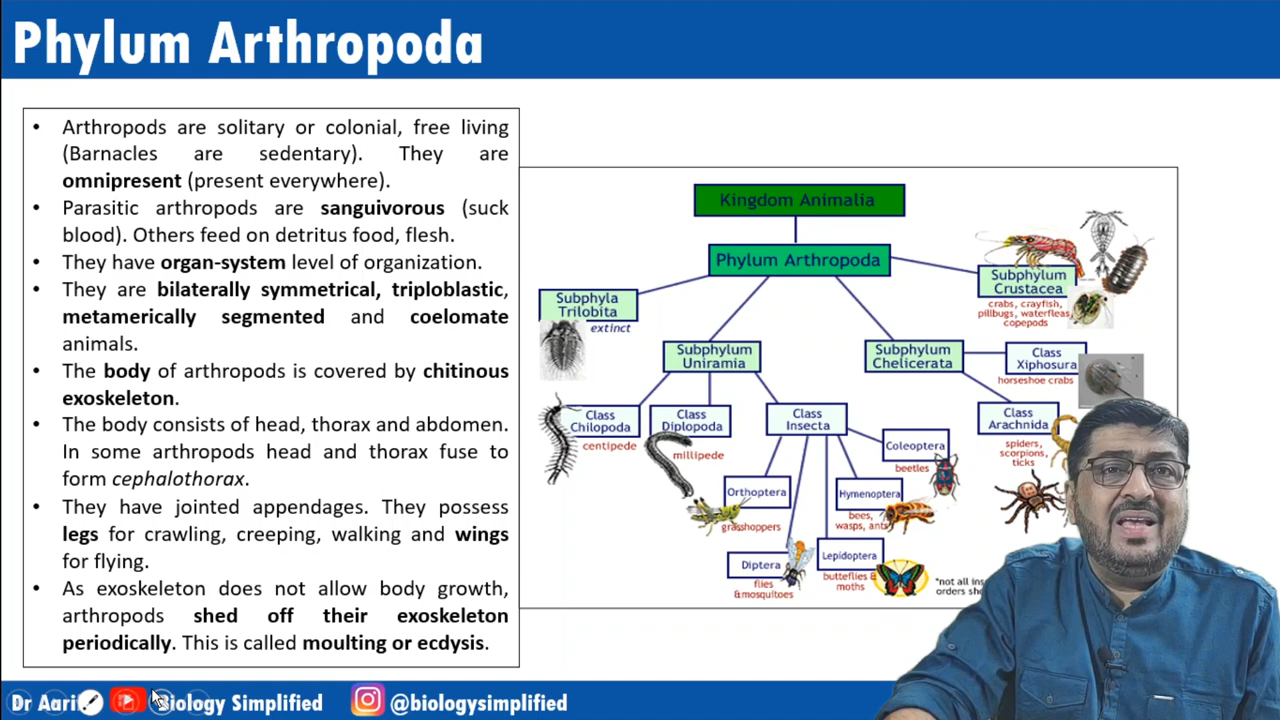 Phylum Arthropoda
• Arthropods are solitary or colonial, free living
(Barnacles are sedentary). They are
omnipresent (present everywhere).
• Parasitic arthropods are sanguivorous (suck
blood). Others feed on detritus food, flesh.
• They have organ-system level of organization.
• They are bilaterally symmetrical, triploblastic,
metamerically segmented and coelomate
animals.
• The body of arthropods is covered by chitinous
exoskeleton.
• The body consists of head, thorax and abdomen.
In some arthropods head and thorax fuse to
form cephalothorax.
• They have jointed appendages. They possess
legs for crawling, creeping, walking and wings
for flying.
• As exoskeleton does not allow body growth,
arthropods shed off their exoskeleton
periodically. This is called moulting or ecdysis.
Kingdom Animalia
Phylum Arthropoda
Subphyla
Trilobita
extinct
Subphylum
Crustacea
crabs, crayfish,
pillbugs, waterfleas,
copepods
Subphylum
Uniramia
Subphylum
Chelicerata
Class
Xiphosura
horseshoe crabs
Class
Chilopoda
centipede
Class
Diplopoda
millipede
Class
Insecta
Class
Arachnida
spiders,
scorpions,
ticks
Coleoptera
beetles
Orthoptera
grasshoppers
Hymenoptera
bees,
wasps, ants
Diptera
flies
&mosquitoes
Lepidoptera
butterflies &
moths
*not all
orders
Dr
Biology Simplified
@biologysimplified